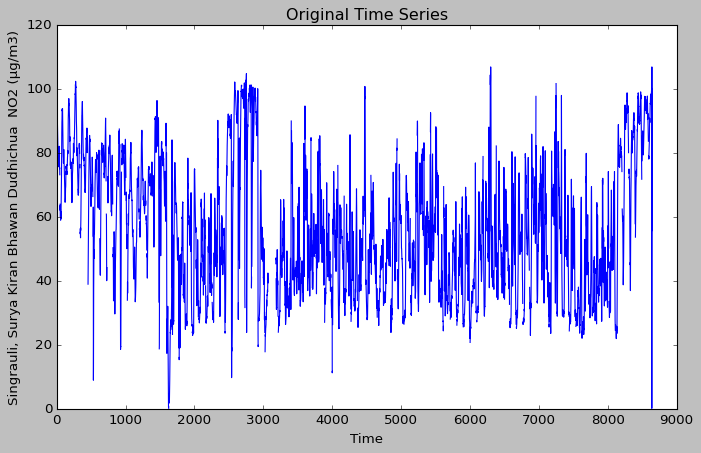 Original Time Series
Singrauli, Surya Kiran Bhawan Dudhichua  NO2 (µg/m3)
120
100
80
60
40
20
0
0 1000 2000 3000 4000 5000 6000 7000 8000 9000
Time